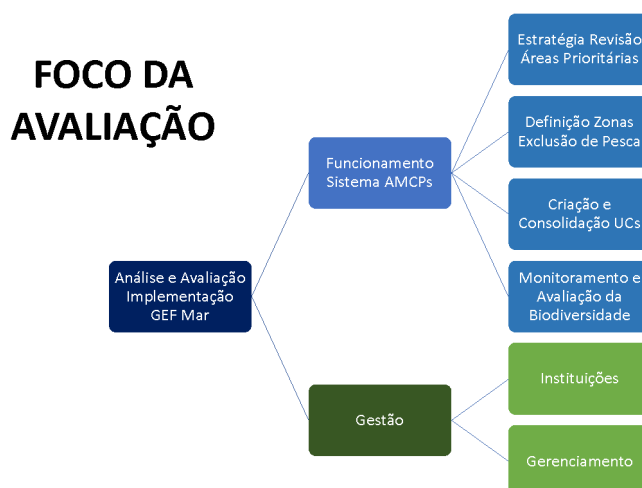 FOCO DA
AVALIAÇÃO
Estratégia Revisão
Áreas Prioritárias
Definição Zonas
Exclusão de Pesca
Funcionamento
Sistema AMCPs
Criação e
Consolidação UCs
Análise e Avaliação
Implementação
GEF Mar
Monitoramento e
Avaliação da
Biodiversidade
Instituições
Gestão
Gerenciamento